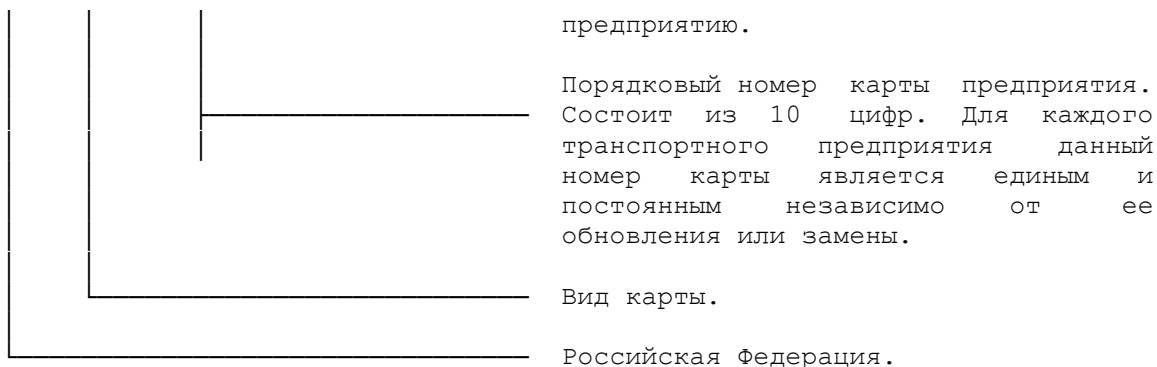 предприятию.
Порядковый номер карты предприятия.
Состоит из 10 цифр. Для каждого
транспортного предприятия данный
номер карты является единым и
постоянным независимо от ее
обновления или замены.
Вид карты.
Российская Федерация.